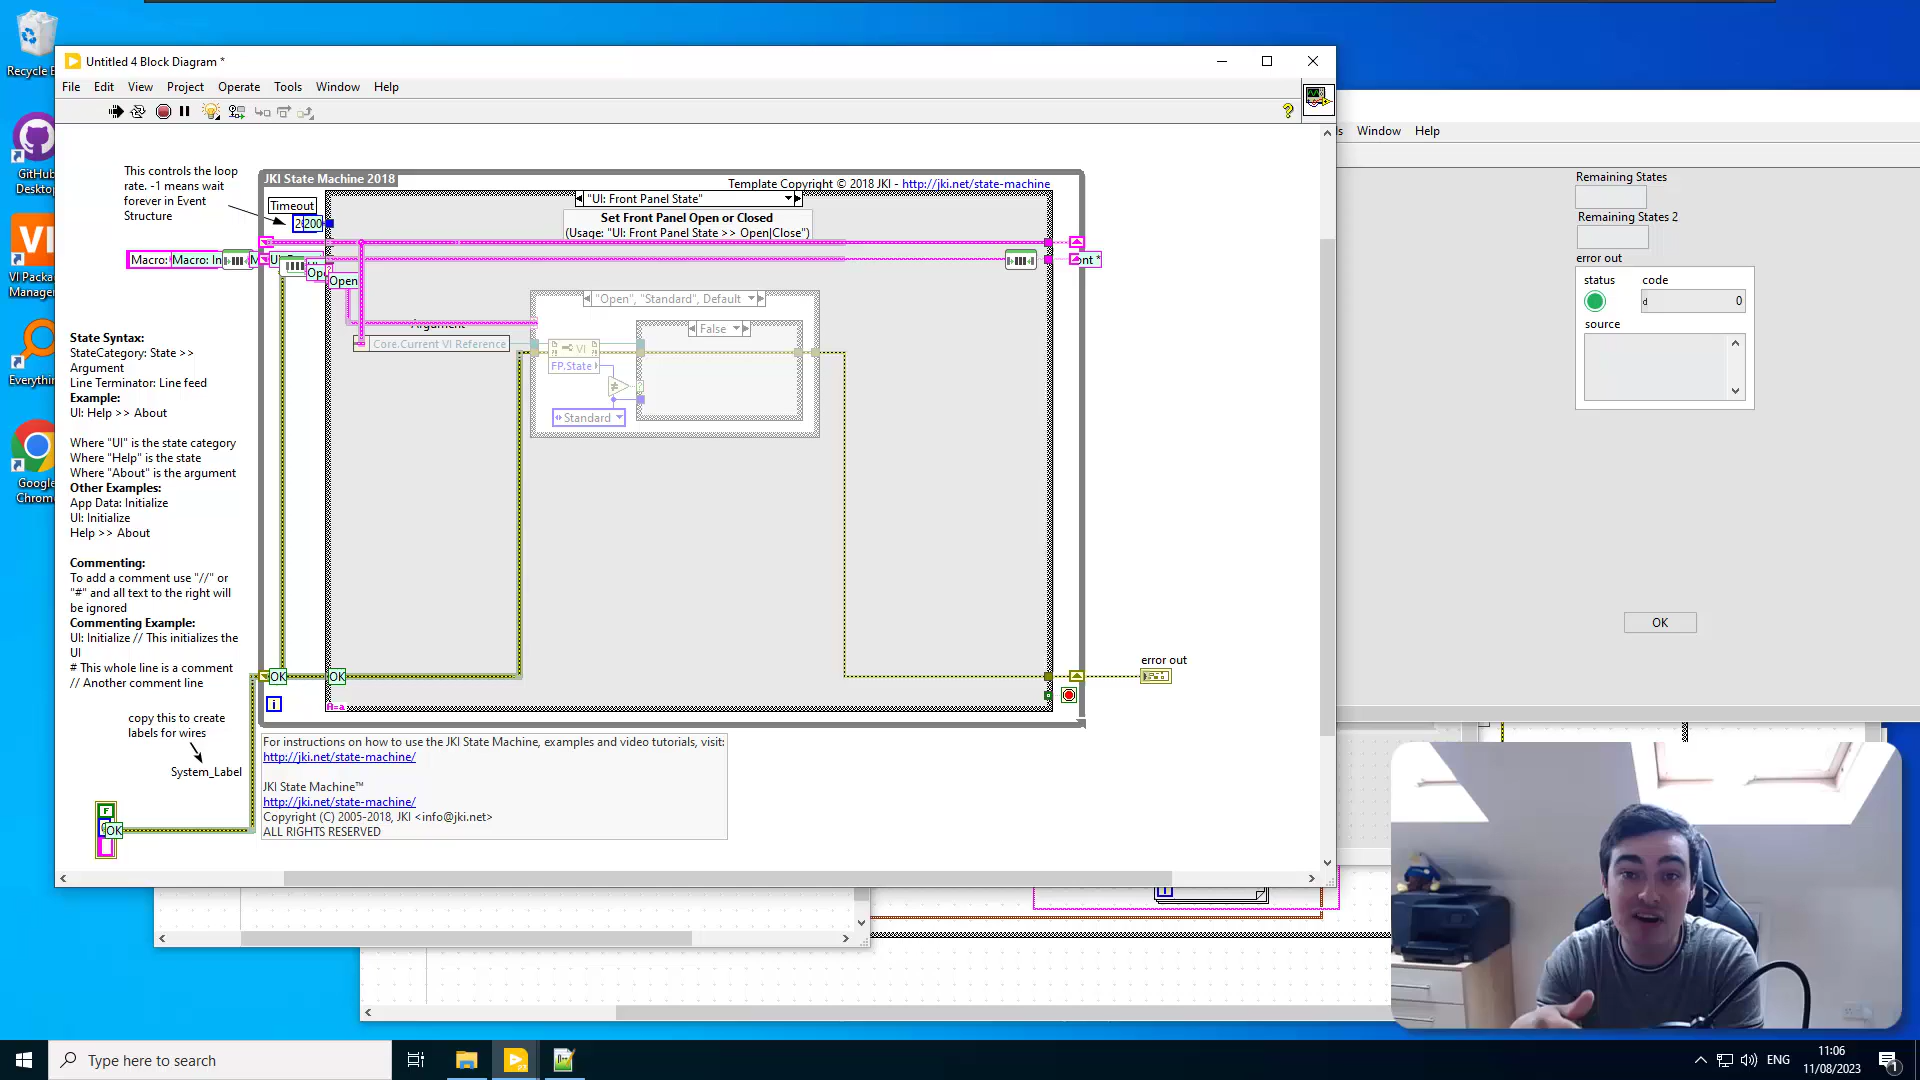 Recycle B
GitHub
Desktop
VI Package
Manager
Everything
Google
Chrome
Untitled 4 Block Diagram *
File Edit View Project Operate Tools Window Help
This controls the loop
rate. -1 means wait
forever in Event
Structure
JKI State Machine 2018
Template Copyright © 2018 JKI - http://jki.net/state-machine
Timeout
200
"UI: Front Panel State"
Set Front Panel Open or Closed
(Usage: "UI: Front Panel State >> Open|Close")
Macro:
Macro: In
Open
ont *
"Open", "Standard", Default
False
Argument
Core.Current VI Reference
VI
FP.State
Standard
State Syntax:
StateCategory: State >>
Argument
Line Terminator: Line feed
Example:
UI: Help >> About
Where "UI" is the state category
Where "Help" is the state
Where "About" is the argument
Other Examples:
App Data: Initialize
UI: Initialize
Help >> About
Commenting:
To add a comment use "//" or
"#" and all text to the right will
be ignored
Commenting Example:
UI: Initialize // This initializes the
UI
# This whole line is a comment
// Another comment line
OK
OK
i
A=a
error out
copy this to create
labels for wires
System_Label
F
OK
For instructions on how to use the JKI State Machine, examples and video tutorials, visit:
http://jki.net/state-machine/
JKI State Machine™
http://jki.net/state-machine/
Copyright (C) 2005-2018, JKI <info@jki.net>
ALL RIGHTS RESERVED
s Window Help
Remaining States
Remaining States 2
error out
status code
d 0
source
OK
i
Type here to search
ENG
11:06
11/08/2023
1